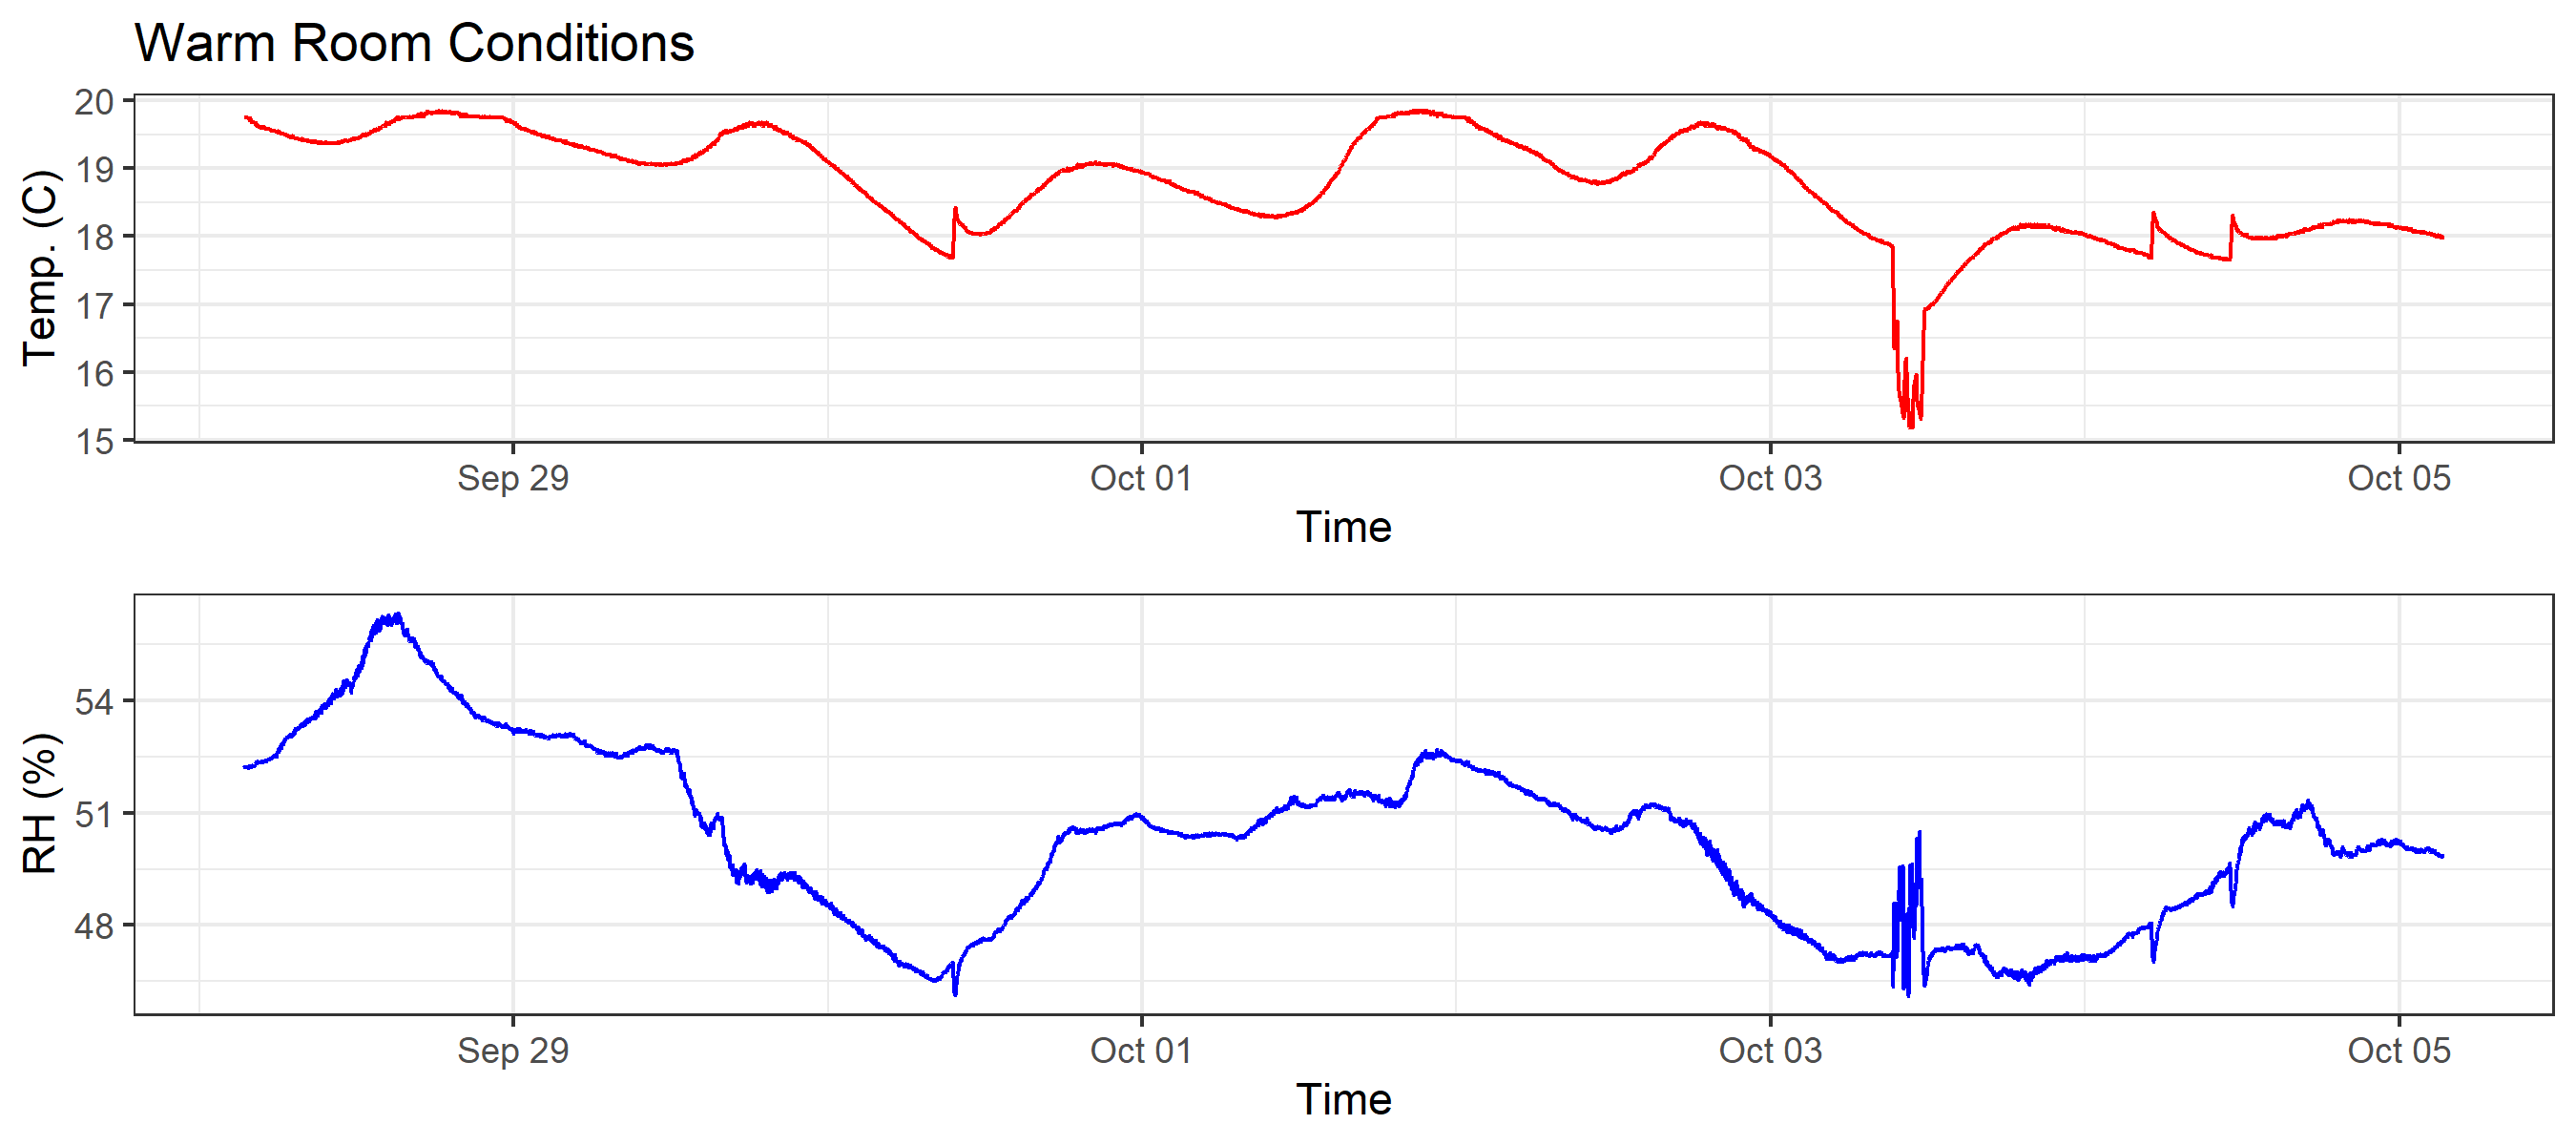 Warm Room Conditions
20
19
18
17
16
15
Temp. (C)
Sep 29 Oct 01 Oct 03 Oct 05
Time
54
51
48
RH (%)
Sep 29 Oct 01 Oct 03 Oct 05
Time